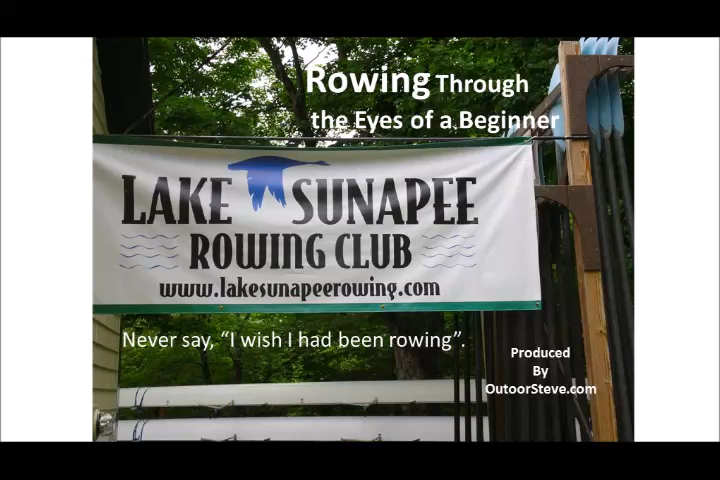 Rowing Through
the Eyes of a Beginner
LAKE SUNAPEE
ROWING CLUB
www.lakesunapeerowing.com
Never say, “I wish I had been rowing”.
Produced
By
OutoorSteve.com